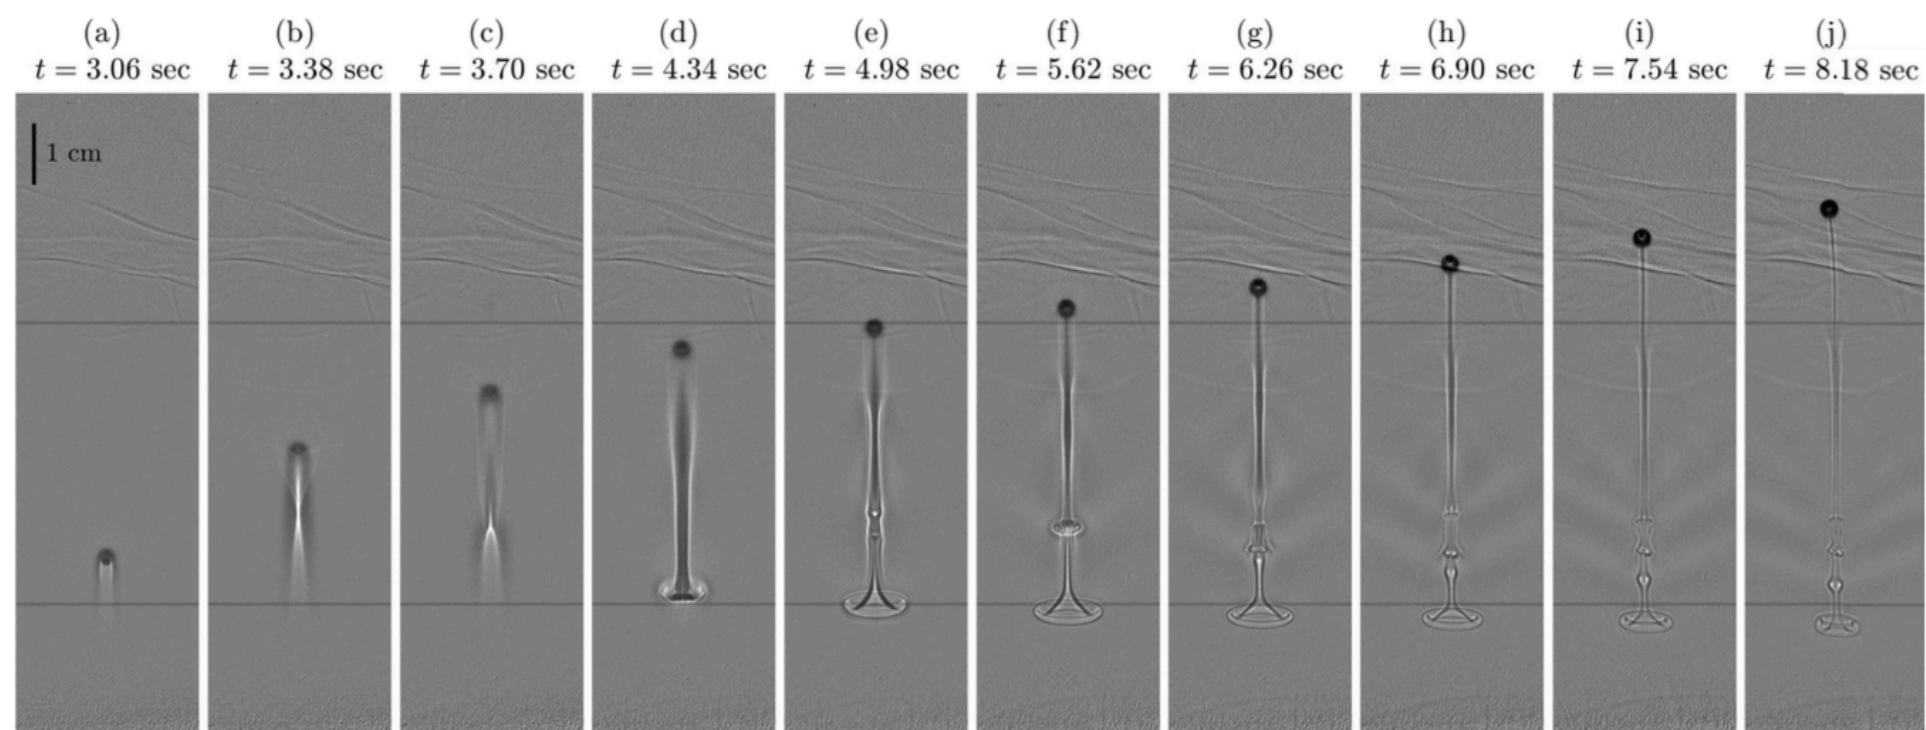 (a) (b) (c) (d) (e) (f) (g) (h) (i) (j)
t = 3.06 sec t = 3.38 sec t = 3.70 sec t = 4.34 sec t = 4.98 sec t = 5.62 sec t = 6.26 sec t = 6.90 sec t = 7.54 sec t = 8.18 sec
1 cm